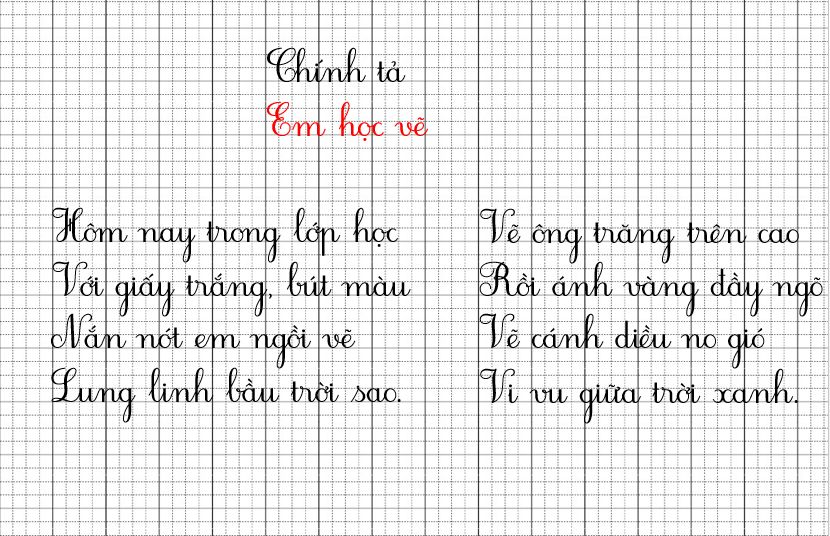 Chính tả
Em học vẽ
Hôm nay trong lớp học
Với giấy trắng, bút màu
Nắn nót em ngồi vẽ
Lung linh bầu trời sao.
Vẽ ông trăng trên cao
Rồi ánh vàng đầy ngõ
Vẽ cánh diều no gió
Vi vu giữa trời xanh.